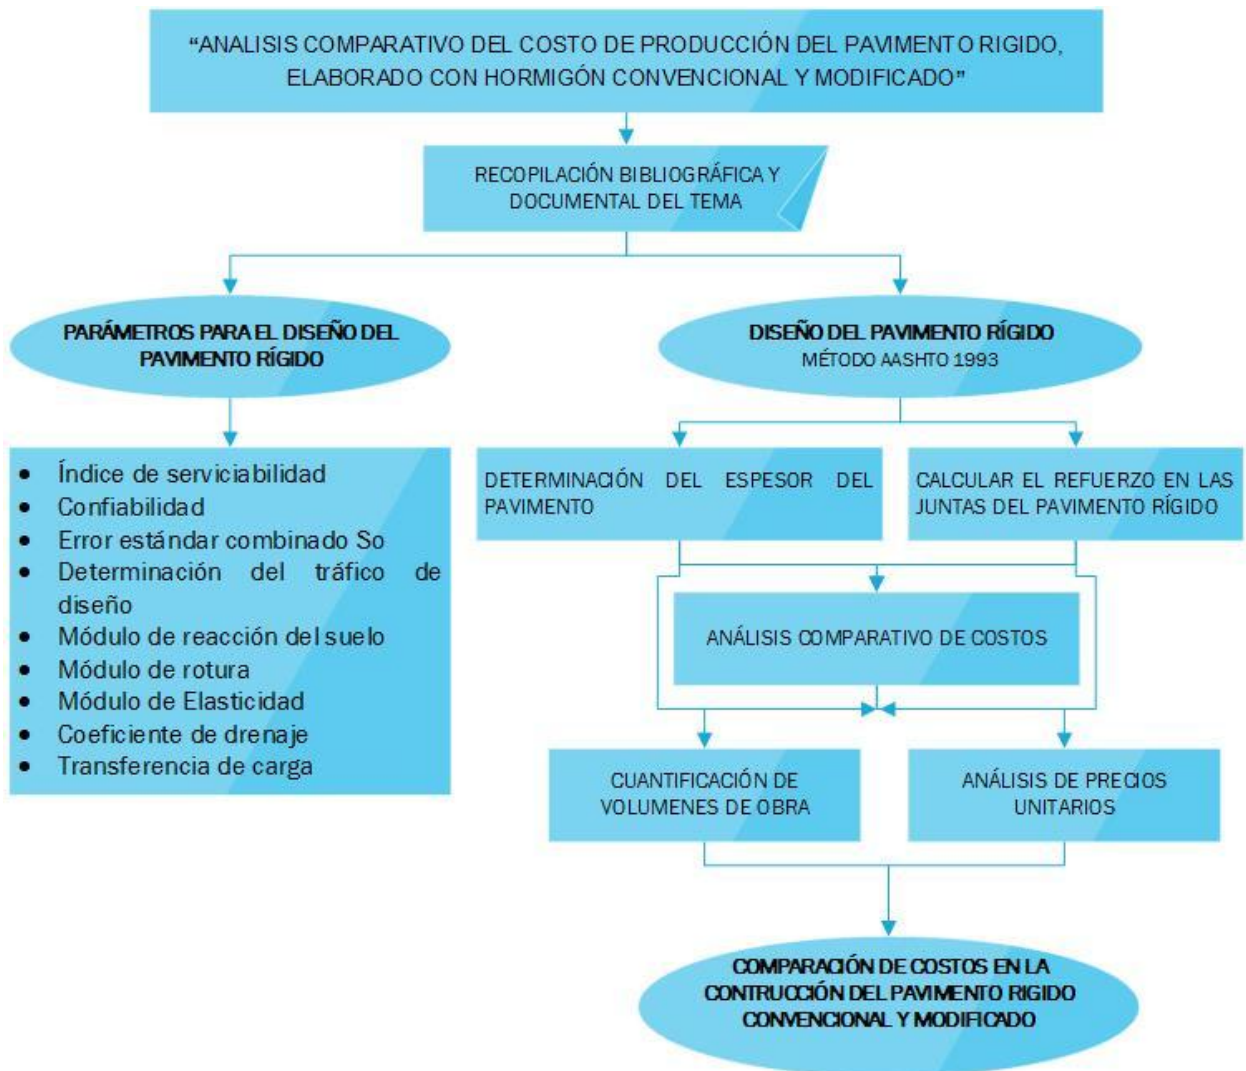 “ANALISIS COMPARATIVO DEL COSTO DE PRODUCCIÓN DEL PAVIMENTO RIGIDO,
ELABORADO CON HORMIGÓN CONVENCIONAL Y MODIFICADO”
RECOPILACIÓN BIBLIOGRÁFICA Y
DOCUMENTAL DEL TEMA
PARÁMETROS PARA EL DISEÑO DEL
PAVIMENTO RÍGIDO
DISEÑO DEL PAVIMENTO RÍGIDO
MÉTODO AASHTO 1993
• Índice de serviciabilidad
• Confiabilidad
• Error estándar combinado So
• Determinación del tráfico de
diseño
• Módulo de reacción del suelo
• Módulo de rotura
• Módulo de Elasticidad
• Coeficiente de drenaje
• Transferencia de carga
DETERMINACIÓN DEL ESPESOR DEL
PAVIMENTO
CALCULAR EL REFUERZO EN LAS
JUNTAS DEL PAVIMENTO RÍGIDO
ANÁLISIS COMPARATIVO DE COSTOS
CUANTIFICACIÓN DE
VOLUMENES DE OBRA
ANÁLISIS DE PRECIOS
UNITARIOS
COMPARACIÓN DE COSTOS EN LA
CONTRUCCIÓN DEL PAVIMENTO RIGIDO
CONVENCIONAL Y MODIFICADO